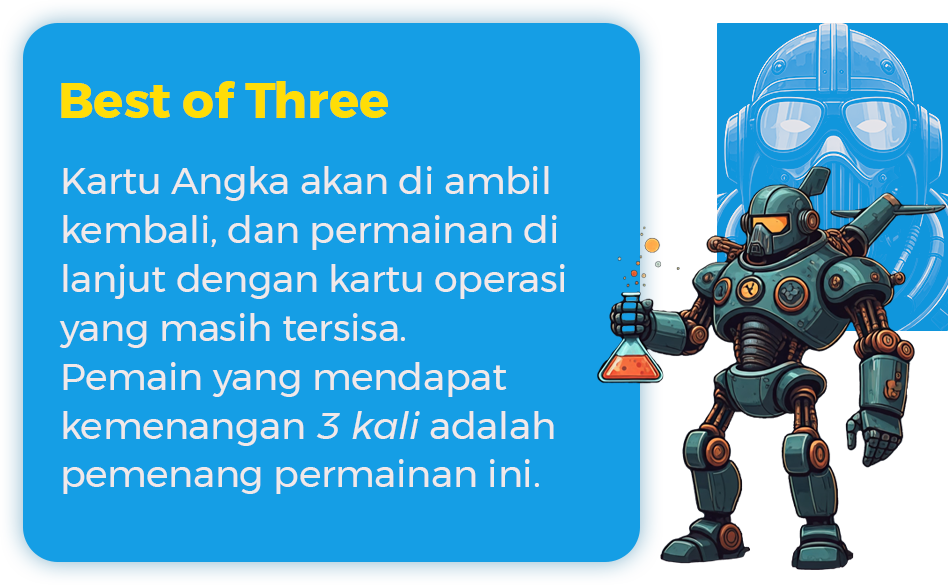 Best of Three
Kartu Angka akan di ambil
kembali, dan permainan di
lanjut dengan kartu operasi
yang masih tersisa.
Pemain yang mendapat
kemenangan 3 kali adalah
pemenang permainan ini.